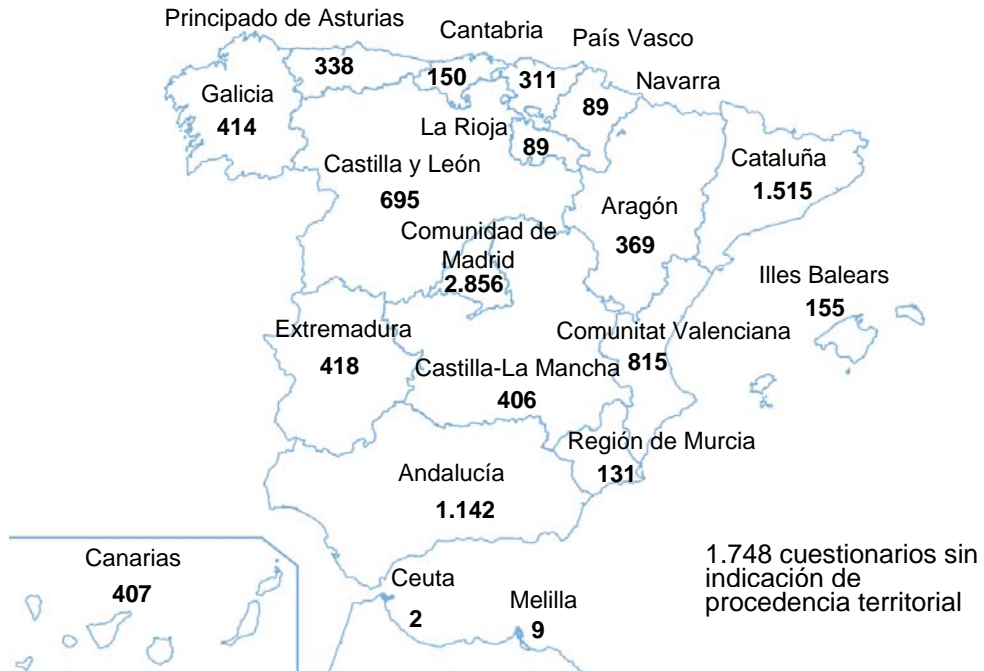 Principado de Asturias
338
Cantabria
150
País Vasco
311
Navarra
89
Galicia
414
La Rioja
89
Castilla y León
695
Cataluña
1.515
Aragón
369
Comunidad de
Madrid
2.856
Illes Balears
155
Extremadura
418
Comunitat Valenciana
815
Castilla-La Mancha
406
Región de Murcia
131
Andalucía
1.142
Canarias
407
Ceuta
2
Melilla
9
1.748 cuestionarios sin
indicación de
procedencia territorial